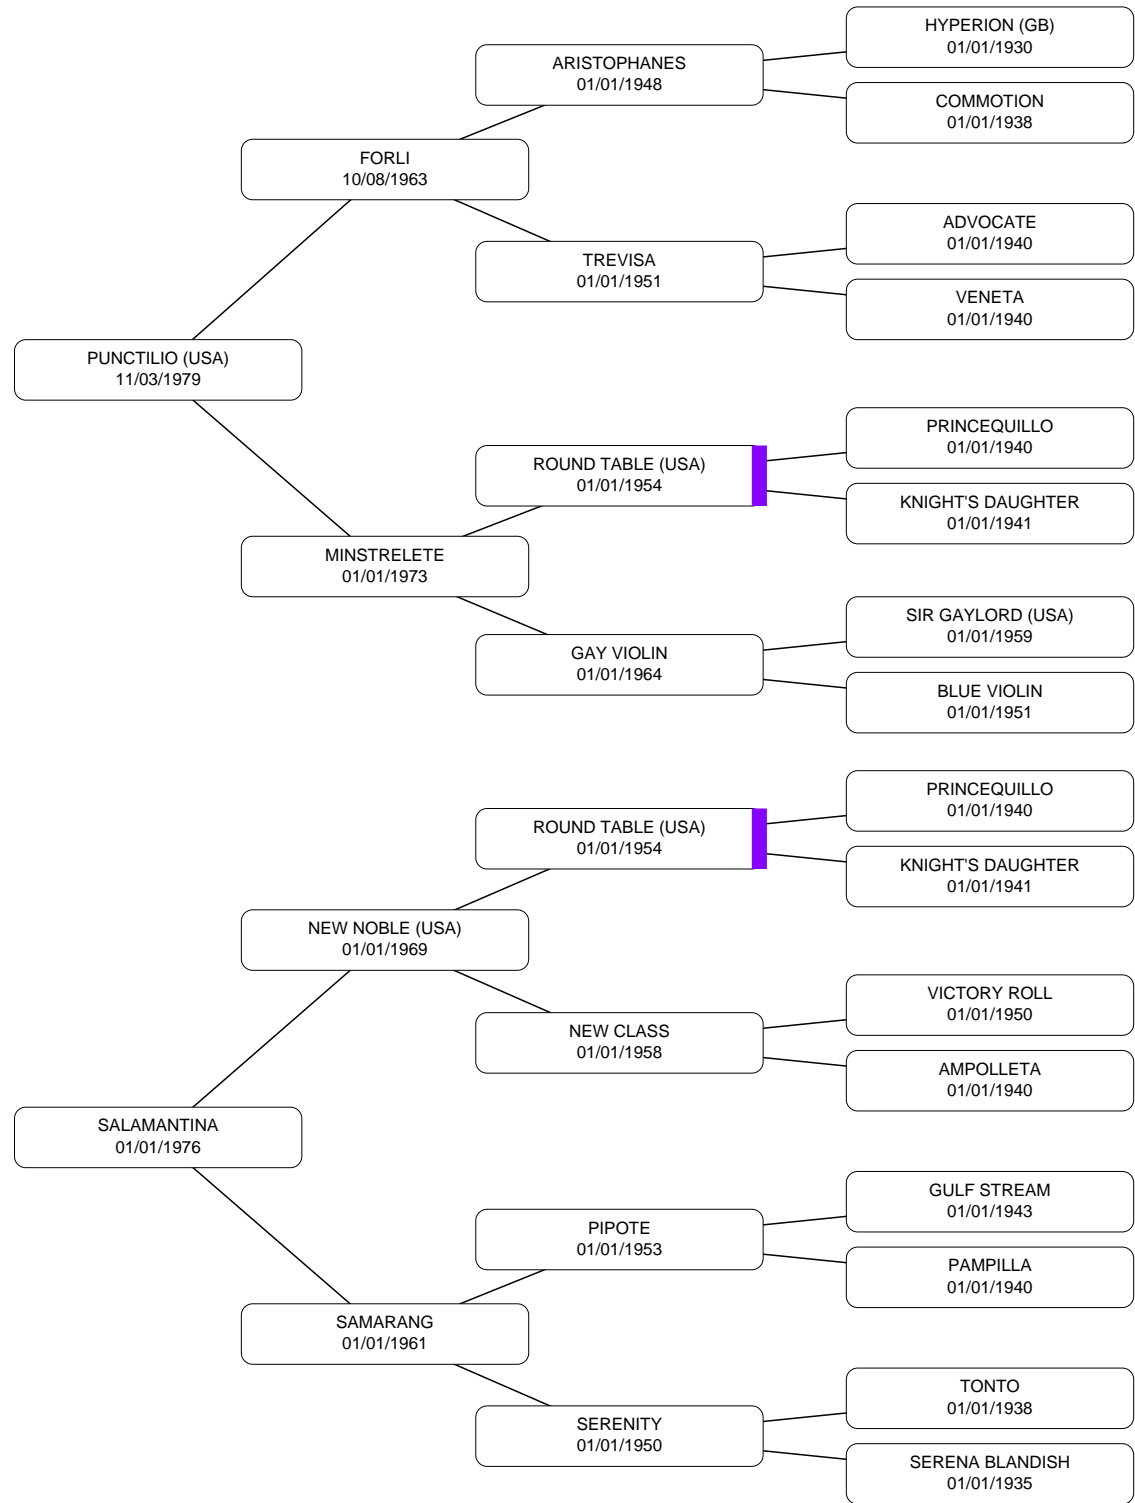 HYPERION (GB)
01/01/1930
ARISTOPHANES
01/01/1948
COMMOTION
01/01/1938
FORLI
10/08/1963
ADVOCATE
01/01/1940
TREVISA
01/01/1951
VENETA
01/01/1940
PUNCTILIO (USA)
11/03/1979
PRINCEQUILLO
01/01/1940
ROUND TABLE (USA)
01/01/1954
KNIGHT'S DAUGHTER
01/01/1941
MINSTRELETE
01/01/1973
SIR GAYLORD (USA)
01/01/1959
GAY VIOLIN
01/01/1964
BLUE VIOLIN
01/01/1951
PRINCEQUILLO
01/01/1940
ROUND TABLE (USA)
01/01/1954
KNIGHT'S DAUGHTER
01/01/1941
NEW NOBLE (USA)
01/01/1969
VICTORY ROLL
01/01/1950
NEW CLASS
01/01/1958
AMPOLLETA
01/01/1940
SALAMANTINA
01/01/1976
GULF STREAM
01/01/1943
PIPOTE
01/01/1953
PAMPILLA
01/01/1940
SAMARANG
01/01/1961
TONTO
01/01/1938
SERENITY
01/01/1950
SERENA BLANDISH
01/01/1935